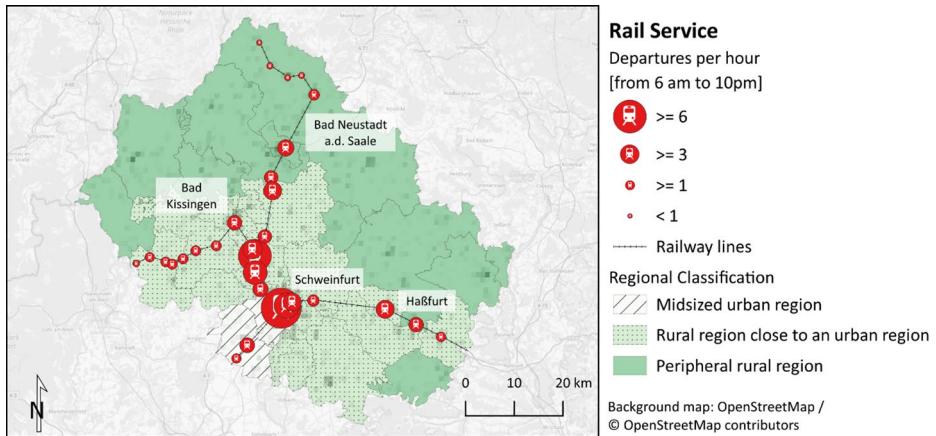 Bad Neustadt
a.d. Saale
Bad
Kissingen
Schweinfurt
Haßfurt
N
0 10 20 km
Rail Service
Departures per hour
[from 6 am to 10pm]
>= 6
>= 3
>= 1
< 1
Railway lines
Regional Classification
Midsized urban region
Rural region close to an urban region
Peripheral rural region
Background map: OpenStreetMap /
© OpenStreetMap contributors